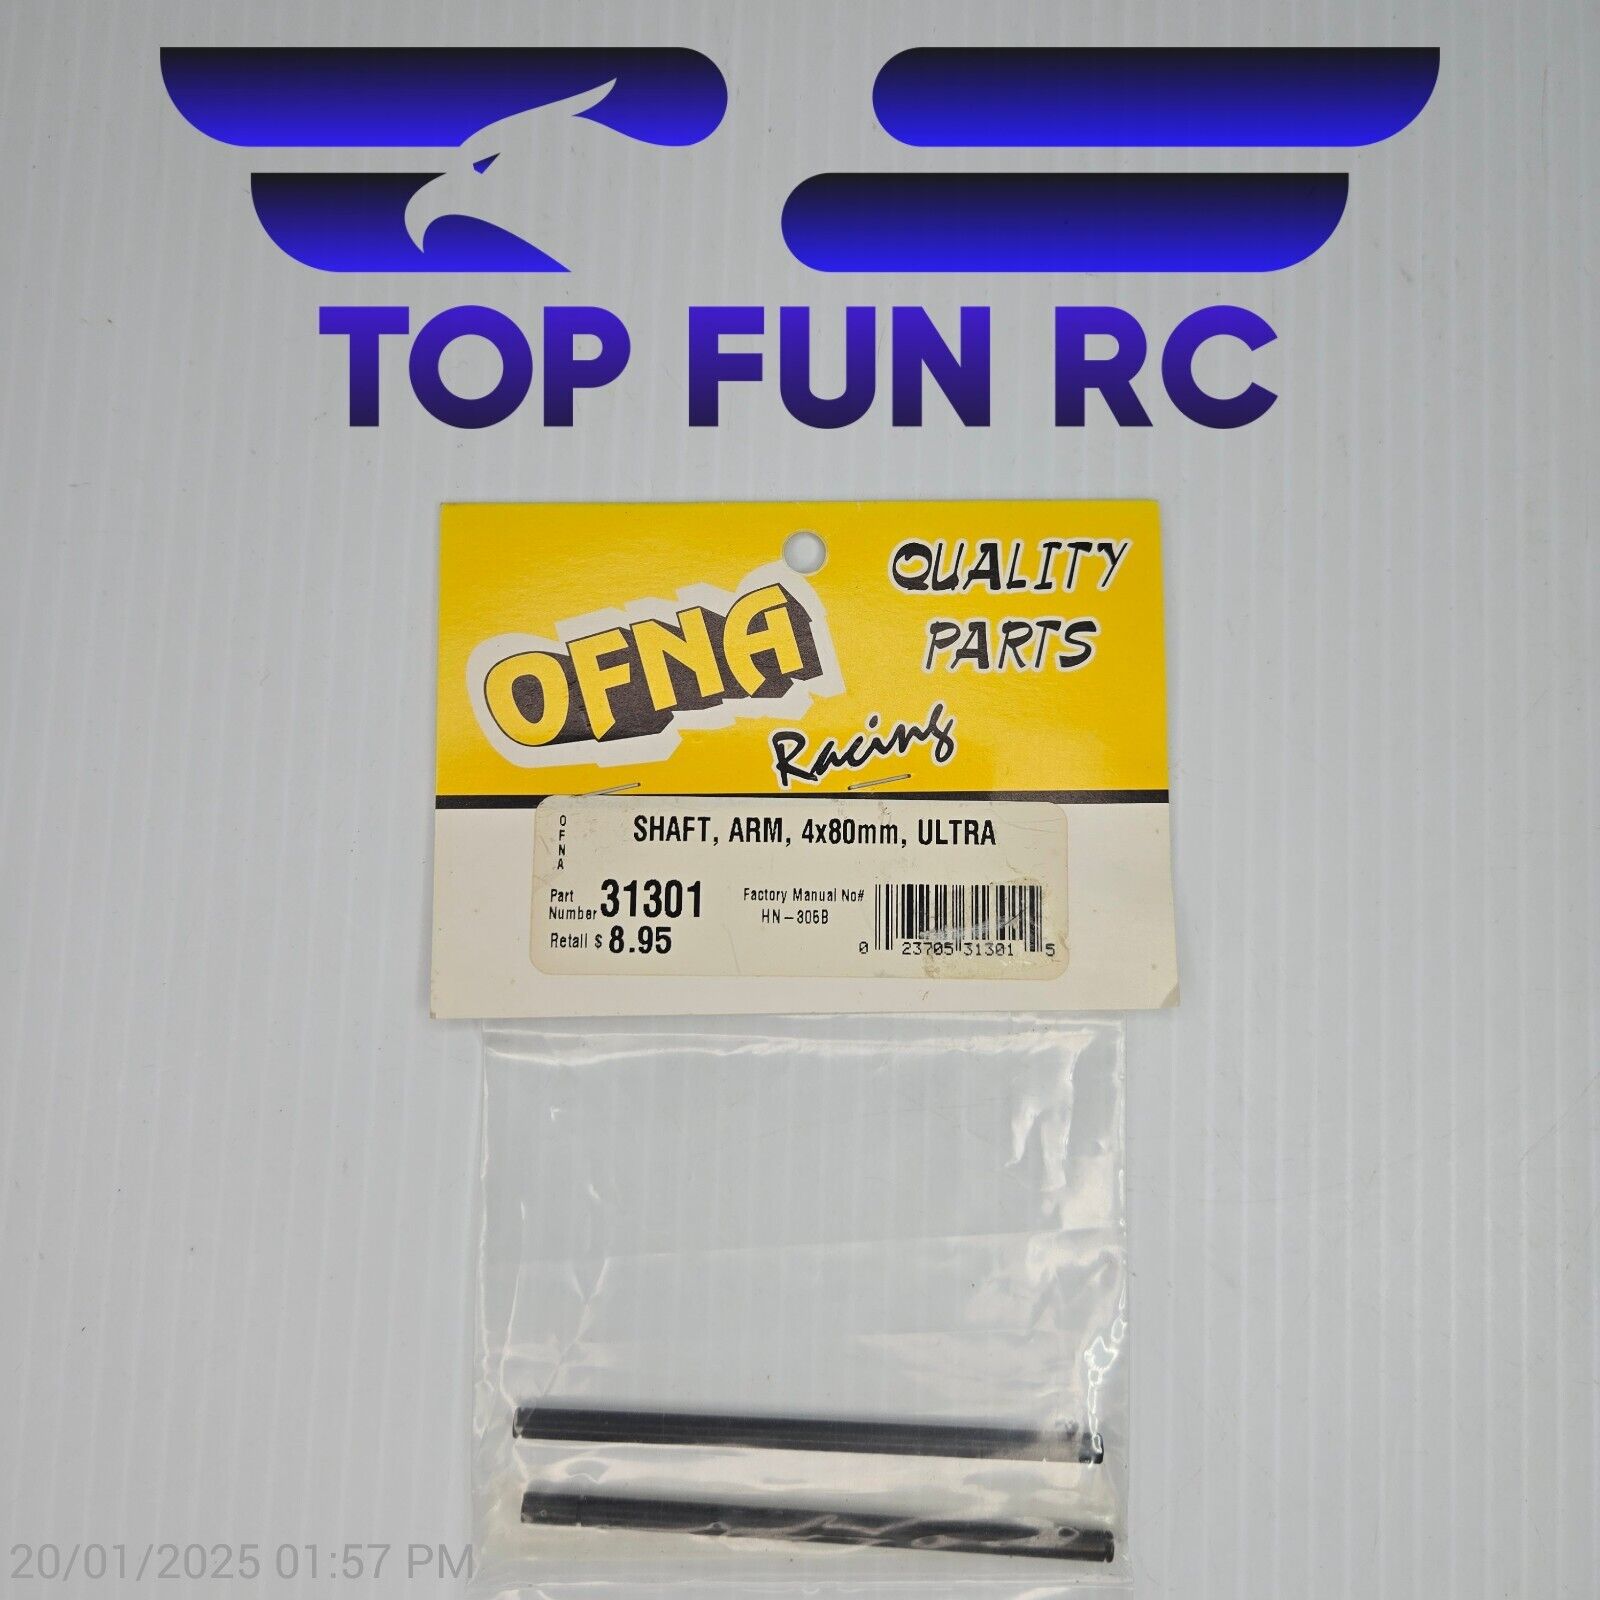 TOP FUN RC
QUALITY
PARTS
OFNA
Racing
OFNA
SHAFT, ARM, 4x80mm, ULTRA
Part
Number 31301
Retail $ 8.95
Factory Manual No#
HN-305B
0 23705 31301 5
20/01/2025 01:57 PM